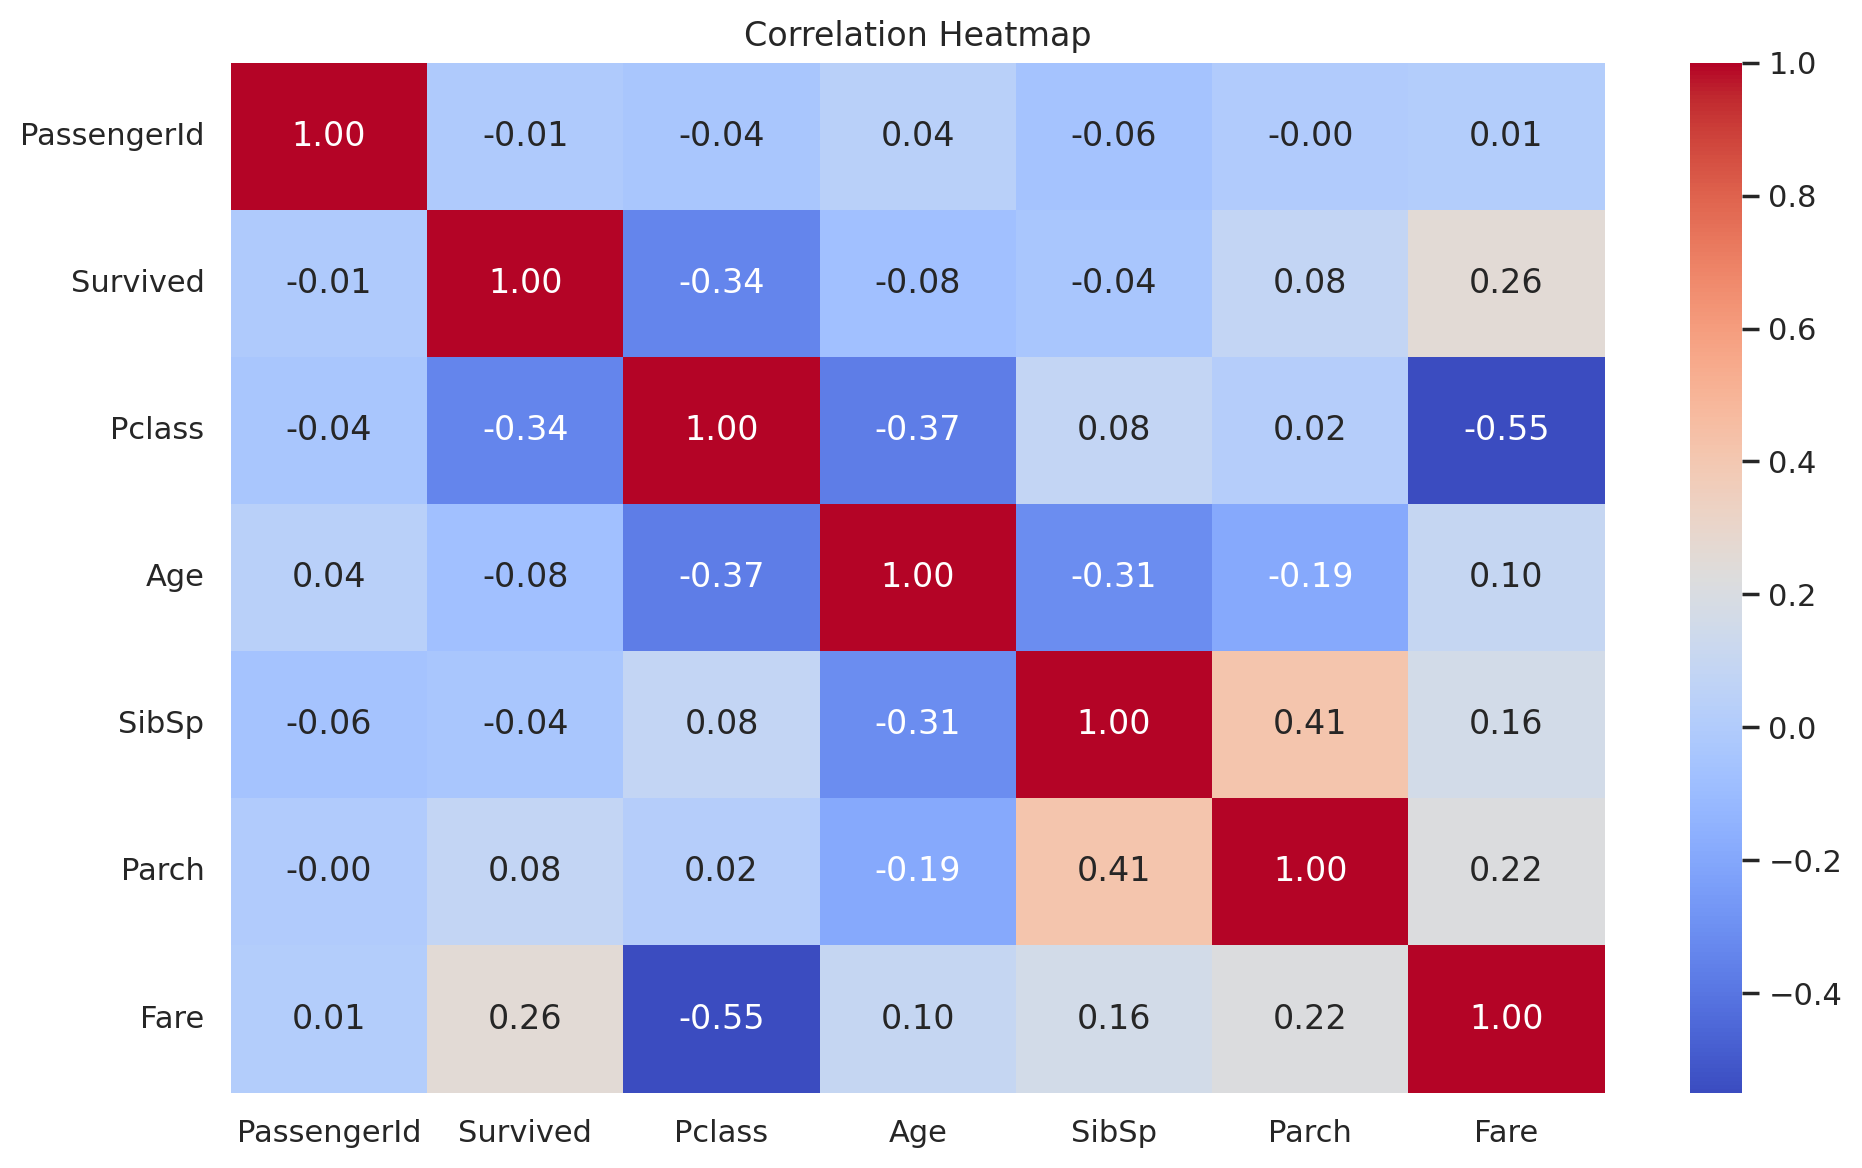 Correlation Heatmap
PassengerId 1.00 -0.01 -0.04 0.04 -0.06 -0.00 0.01
Survived -0.01 1.00 -0.34 -0.08 -0.04 0.08 0.26
Pclass -0.04 -0.34 1.00 -0.37 0.08 0.02 -0.55
Age 0.04 -0.08 -0.37 1.00 -0.31 -0.19 0.10
SibSp -0.06 -0.04 0.08 -0.31 1.00 0.41 0.16
Parch -0.00 0.08 0.02 -0.19 0.41 1.00 0.22
Fare 0.01 0.26 -0.55 0.10 0.16 0.22 1.00
PassengerId Survived Pclass Age SibSp Parch Fare
1.0
0.8
0.6
0.4
0.2
0.0
−0.2
−0.4